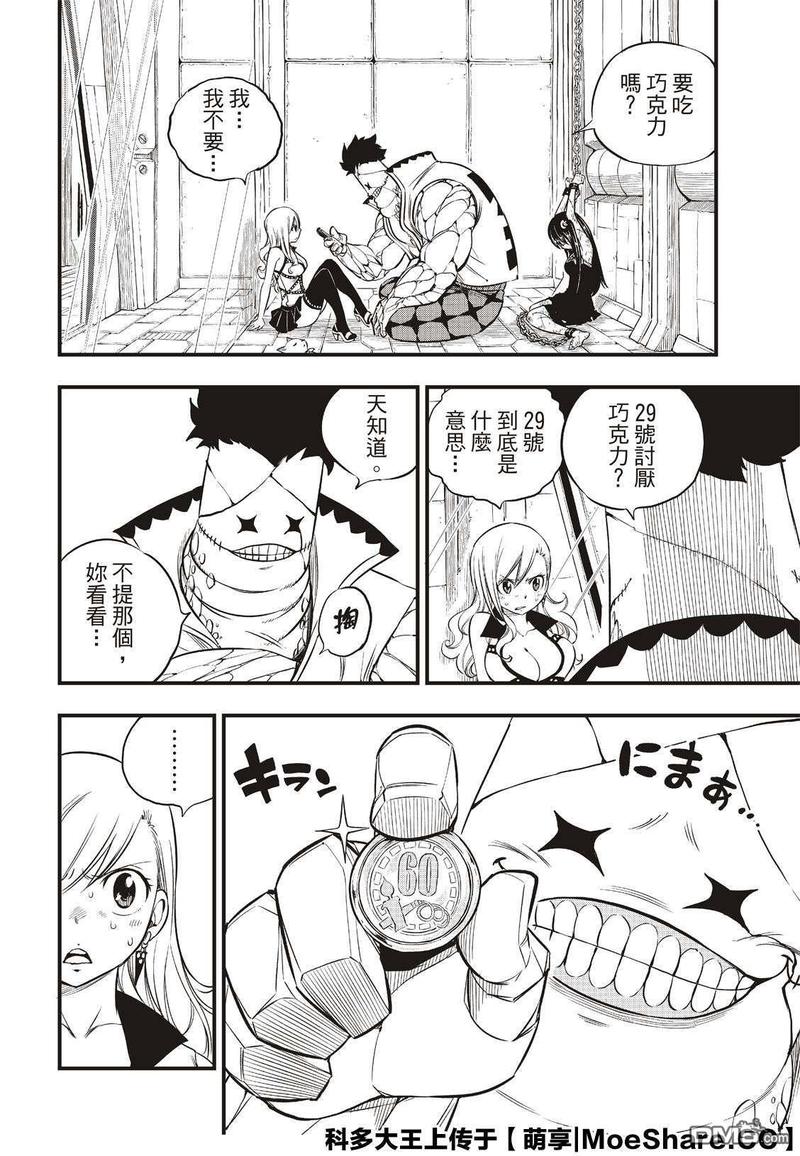 要吃
巧克力
嗎？
我…
我不要…
29號討厭
巧克力？
29號
到底是
什麼
意思…
天知道。
掏
不提那個，
妳看看…
にまぁ…
キラン
60
……
科多大王上传于【萌享|MoeShare.CC】